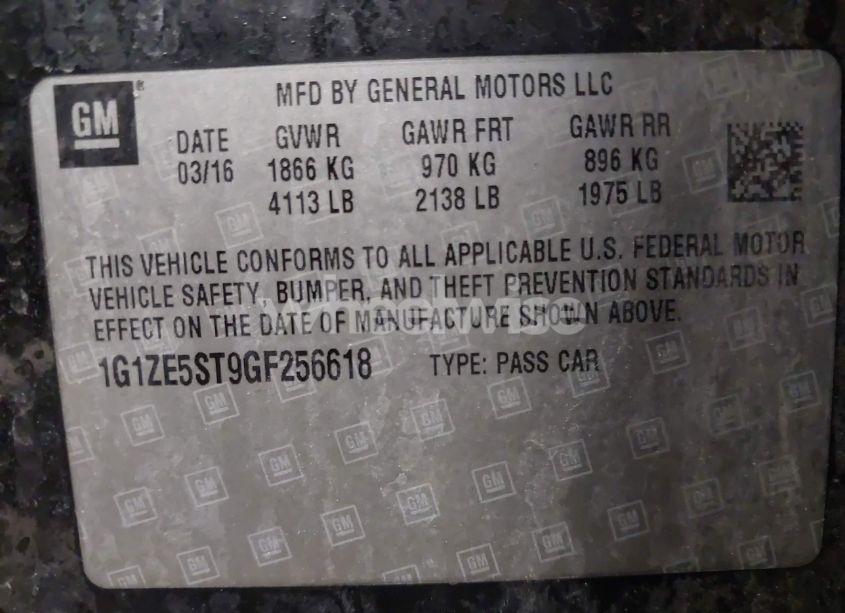 GM
MFD BY GENERAL MOTORS LLC
DATE GVWR GAWR FRT GAWR RR
03/16 1866 KG 970 KG 896 KG
4113 LB 2138 LB 1975 LB
THIS VEHICLE CONFORMS TO ALL APPLICABLE U.S. FEDERAL MOTOR
VEHICLE SAFETY, BUMPER, AND THEFT PREVENTION STANDARDS IN
EFFECT ON THE DATE OF MANUFACTURE SHOWN ABOVE.
1G1ZE5ST9GF256618 TYPE: PASS CAR